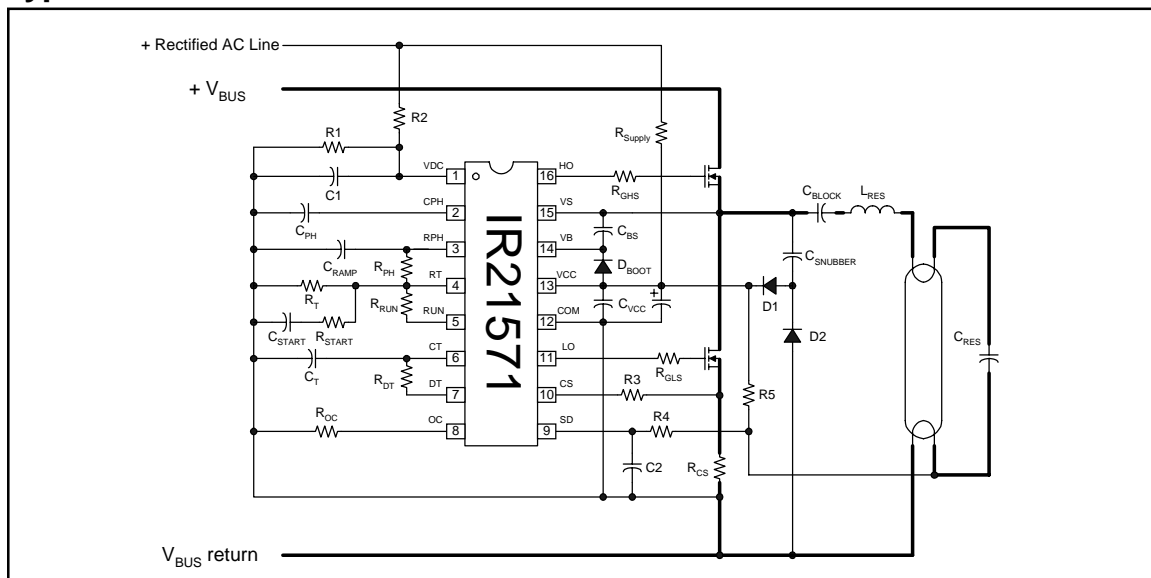 + Rectified AC Line
+ VBUS
R2
RSupply
R1
VDC
1
16
HO
RGHS
C1
CBLOCK
LRES
CPH
2
15
VS
CPH
CBS
RPH
3
14
VB
CSNUBBER
CRAMP
RPH
DBOOT
RT
4
13
VCC
RT
RRUN
CVCC
+
D1
RUN
5
12
COM
CSTART
RSTART
D2
CRES
CT
6
11
LO
CT
RDT
RGLS
DT
7
10
CS
R3
R5
ROC
OC
8
9
SD
R4
C2
RCS
IR21571
VBUS return